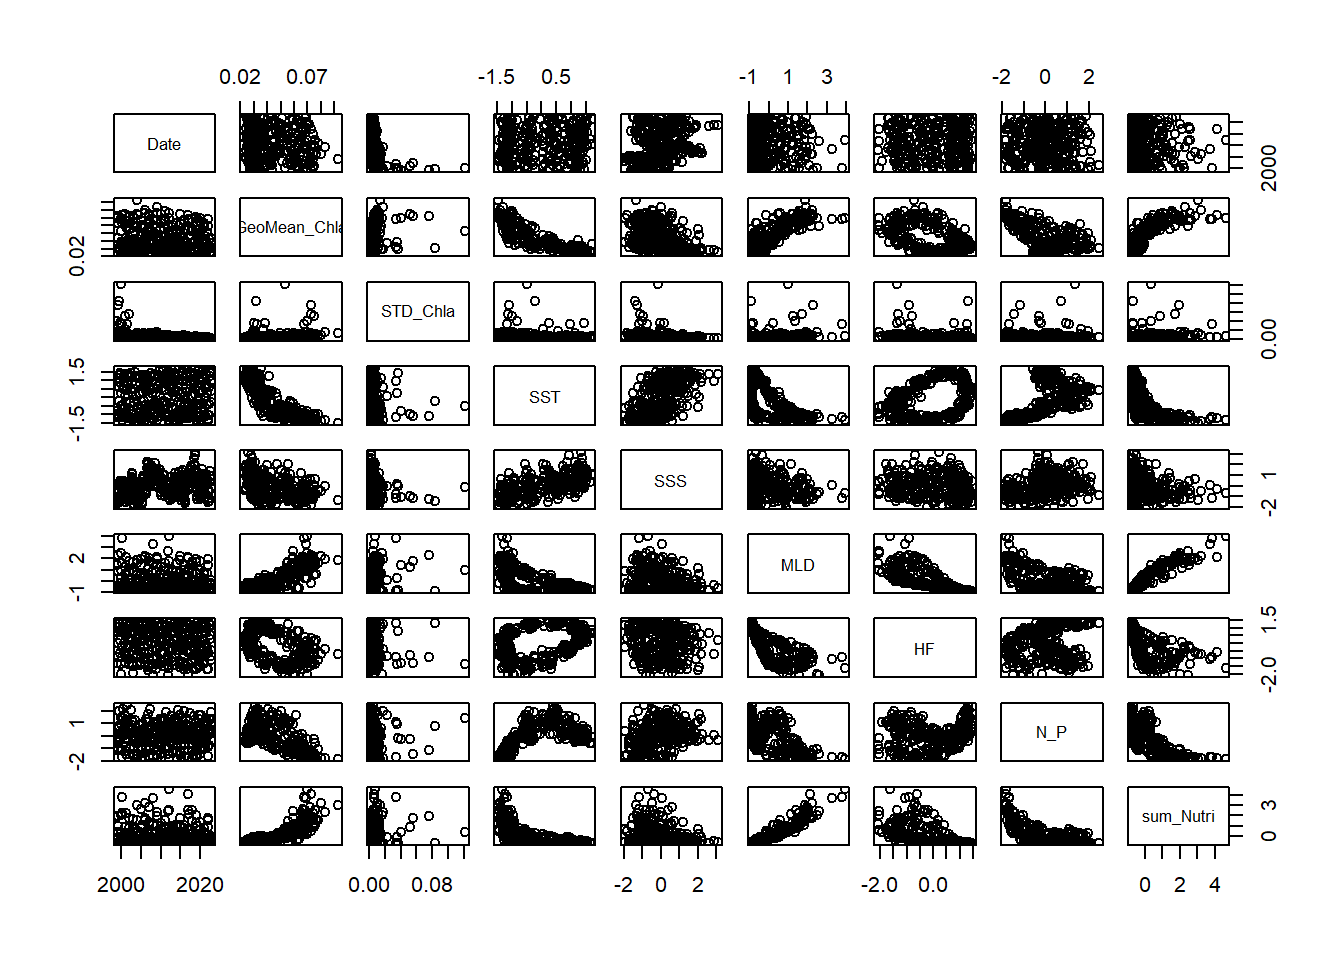 0.02 0.07 -1.5 0.5 -1 1 3 -2 0 2
Date 2000
0.02 GeoMean_Chla
STD_Chla 0.00
-1.5 1.5 SST
SSS -2 1
-1 2 MLD
HF -2.0 1.5
-2 1 N_P
sum_Nutri 0 3
2000 2020 0.00 0.08 -2 0 2 -2.0 0.0 0 2 4